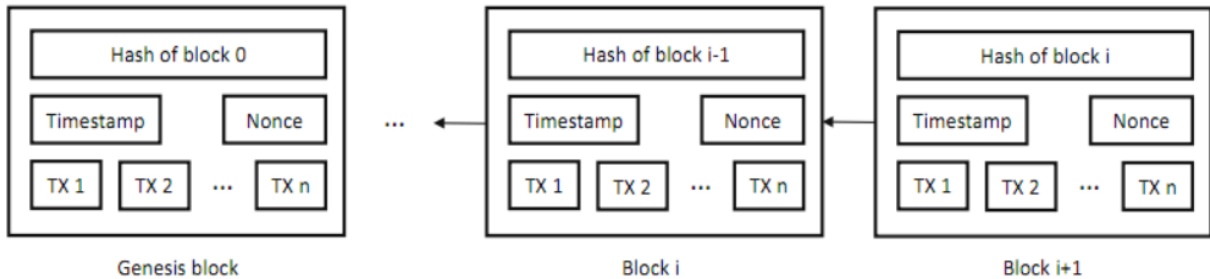 Hash of block 0
Timestamp Nonce
TX 1 TX 2 ... TX n
Genesis block
...
Hash of block i-1
Timestamp Nonce
TX 1 TX 2 ... TX n
Block i
Hash of block i
Timestamp Nonce
TX 1 TX 2 ... TX n
Block i+1